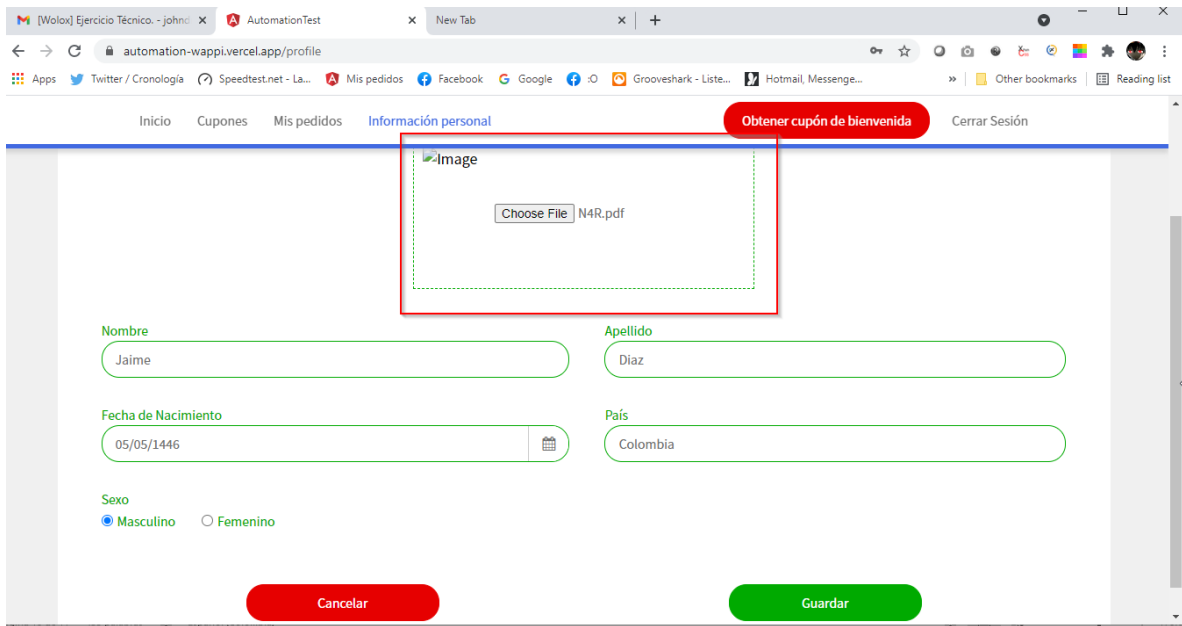 [Wolox] Ejercicio Técnico. - johnd
AutomationTest
New Tab
automation-wappi.vercel.app/profile
Apps
Twitter / Cronología
Speedtest.net - La...
Mis pedidos
Facebook
Google
:O
Grooveshark - Liste...
Hotmail, Messenge...
»
Other bookmarks
Reading list
Inicio
Cupones
Mis pedidos
Información personal
Obtener cupón de bienvenida
Cerrar Sesión
Image
Choose File N4R.pdf
Nombre
Apellido
Jaime
Diaz
Fecha de Nacimiento
País
05/05/1446
Colombia
Sexo
Masculino
Femenino
Cancelar
Guardar